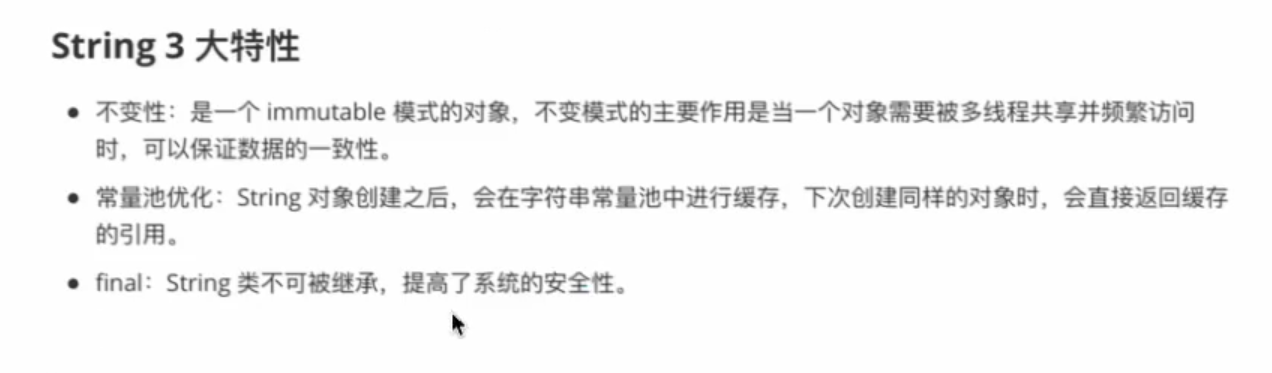 String 3 大特性
● 不变性：是一个 immutable 模式的对象，不变模式的主要作用是当一个对象需要被多线程共享并频繁访问
时，可以保证数据的一致性。
● 常量池优化：String 对象创建之后，会在字符串常量池中进行缓存，下次创建同样的对象时，会直接返回缓存
的引用。
● final：String 类不可被继承，提高了系统的安全性。